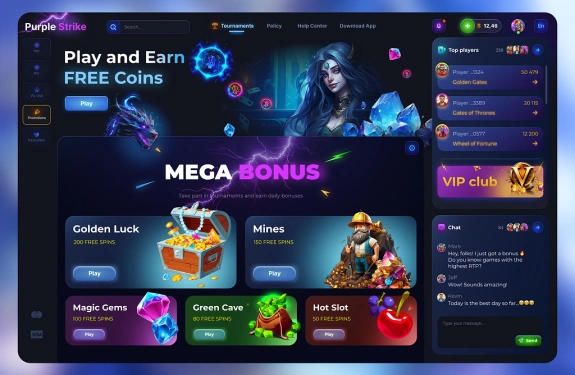 Purple Strike
Search...
Tournaments
Policy
Help Center
Download App
12,46
En
Play and Earn
FREE Coins
Play
Promotions
MEGA BONUS
Take part in tournaments and earn daily bonuses
Golden Luck
200 FREE SPINS
Play
Mines
150 FREE SPINS
Play
Magic Gems
100 FREE SPINS
Play
Green Cave
80 FREE SPINS
Play
Hot Slot
50 FREE SPINS
Play
Top players
Player ...1324
50 479
Golden Gates
Player ...3389
20 115
Gates of Thrones
Player ...0577
12 200
Wheel of Fortune
VIP club
Chat
Mark
Hey, folks! I just got a bonus
Do you know games with the
highest RTP?
Jeff
Wow! Sounds amazing!
Kevin
Today is the best day so far..
Type your message...
Send